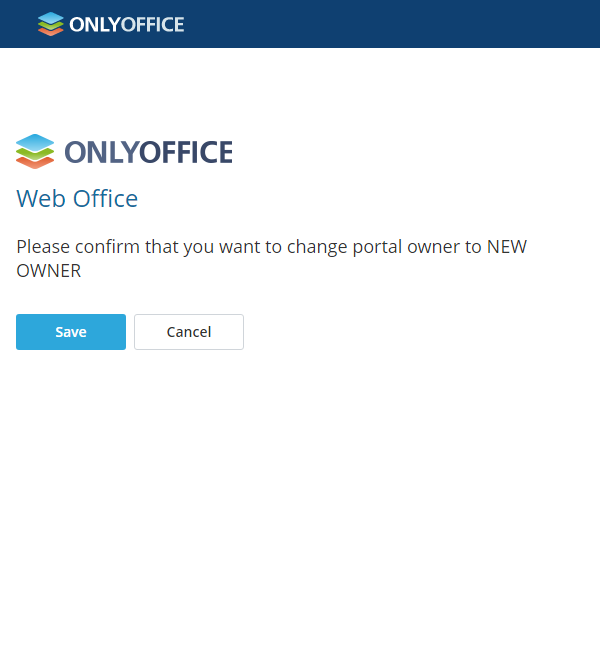 ONLYOFFICE
ONLYOFFICE
Web Office
Please confirm that you want to change portal owner to NEW
OWNER
Save
Cancel